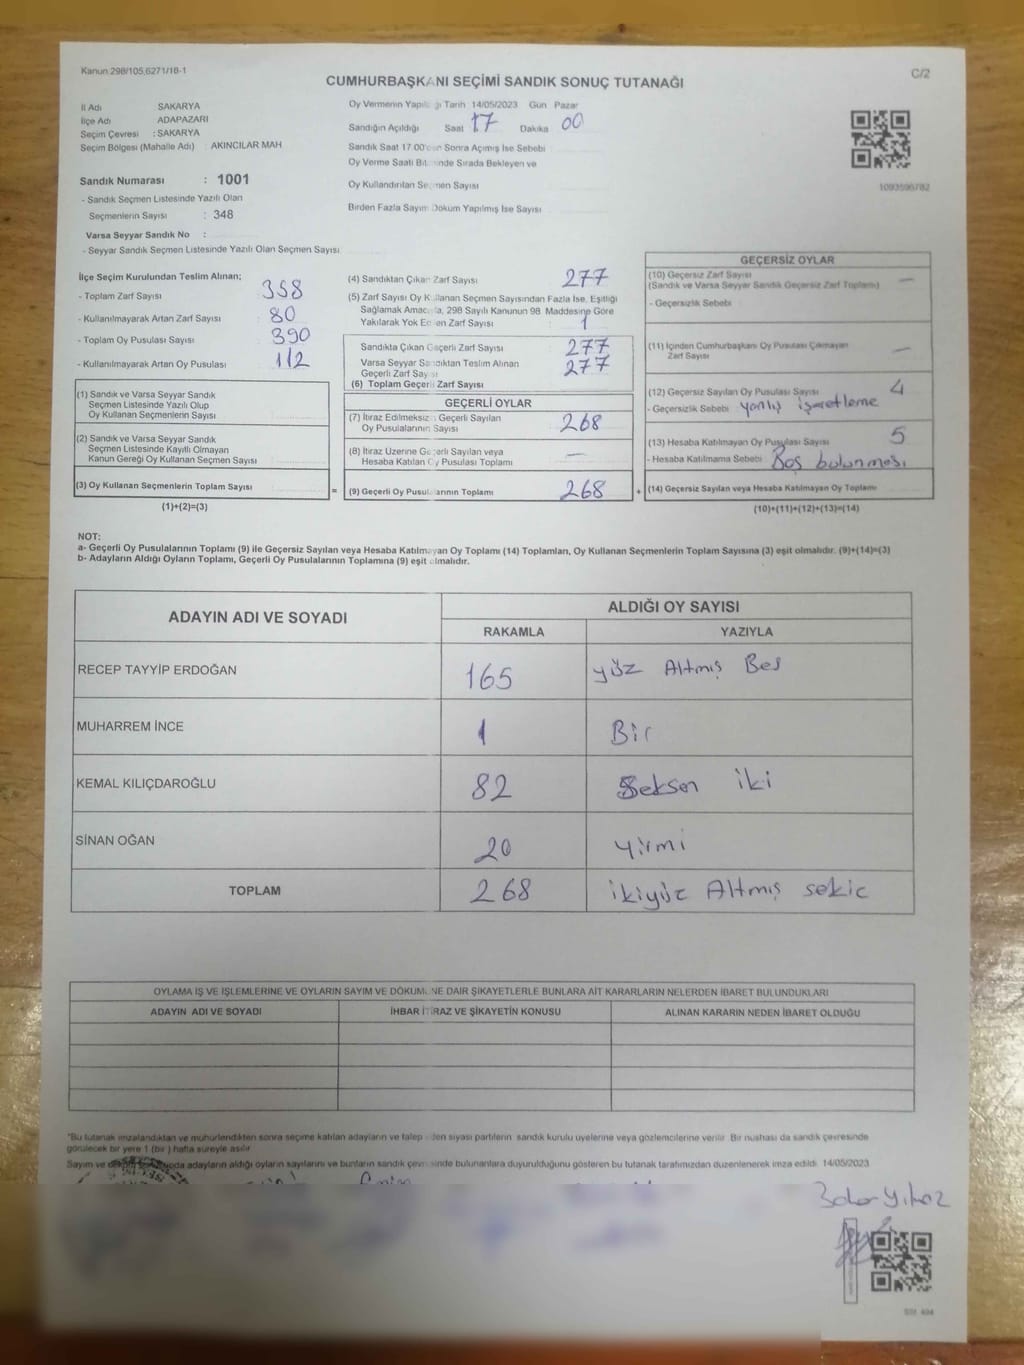 Kanun 298/105,6271/18-1
C/2
CUMHURBAŞKANI SEÇİMİ SANDIK SONUÇ TUTANAĞI
İl Adı SAKARYA
İlçe Adı ADAPAZARI
Seçim Çevresi : SAKARYA
Seçim Bölgesi (Mahalle Adı) AKINCILAR MAH
Sandık Numarası : 1001
- Sandık Seçmen Listesinde Yazılı Olan
Seçmenlerin Sayısı : 348
Varsa Seyyar Sandık No :
- Seyyar Sandık Seçmen Listesinde Yazılı Olan Seçmen Sayısı
Oy Vermenin Yapıldığı Tarih 14/05/2023 Gün Pazar
Sandığın Açıldığı Saat 17 Dakika 00
Sandık Saat 17.00'den Sonra Açımış İse Sebebi
Oy Verme Saati Bitiminde Sırada Bekleyen ve
Oy Kullandırılan Seçmen Sayısı
Birden Fazla Sayım Döküm Yapılmış İse Sayısı
1093596782
İlçe Seçim Kurulundan Teslim Alınan;
- Toplam Zarf Sayısı 358
- Kullanılmayarak Artan Zarf Sayısı 80
- Toplam Oy Pusulası Sayısı 390
- Kullanılmayarak Artan Oy Pusulası 112
(1) Sandık ve Varsa Seyyar Sandık
Seçmen Listesinde Yazılı Olup
Oy Kullanan Seçmenlerin Sayısı
(2) Sandık ve Varsa Seyyar Sandık
Seçmen Listesinde Kayıtlı Olmayan
Kanun Gereği Oy Kullanan Seçmen Sayısı
(3) Oy Kullanan Seçmenlerin Toplam Sayısı
=
(1)+(2)=(3)
(4) Sandıktan Çıkan Zarf Sayısı 277
(5) Zarf Sayısı Oy Kullanan Seçmen Sayısından Fazla İse, Eşitliği
Sağlamak Amacıyla, 298 Sayılı Kanunun 98. Maddesine Göre
Yakılarak Yok Edilen Zarf Sayısı : 1
Sandıkta Çıkan Geçerli Zarf Sayısı 277
Varsa Seyyar Sandıktan Teslim Alınan
Geçerli Zarf Sayısı 277
(6) Toplam Geçerli Zarf Sayısı
GEÇERLİ OYLAR
(7) İtiraz Edilmeksizin Geçerli Sayılan
Oy Pusulalarının Sayısı 268
(8) İtiraz Üzerine Geçerli Sayılan veya
Hesaba Katılan Oy Pusulası Toplamı —
(9) Geçerli Oy Pusulalarının Toplamı 268
+
GEÇERSİZ OYLAR
(10) Geçersiz Zarf Sayısı —
(Sandık ve Varsa Seyyar Sandık Geçersiz Zarf Toplamı)
- Geçersizlik Sebebi
(11) İçinden Cumhurbaşkanı Oy Pusulası Çıkmayan
Zarf Sayısı —
(12) Geçersiz Sayılan Oy Pusulası Sayısı 4
- Geçersizlik Sebebi yanlış işaretleme
(13) Hesaba Katılmayan Oy Pusulası Sayısı 5
- Hesaba Katılmama Sebebi Boş bulunması
(14) Geçersiz Sayılan veya Hesaba Katılmayan Oy Toplamı
(10)+(11)+(12)+(13)=(14)
NOT:
a- Geçerli Oy Pusulalarının Toplamı (9) ile Geçersiz Sayılan veya Hesaba Katılmayan Oy Toplamı (14) Toplamları, Oy Kullanan Seçmenlerin Toplam Sayısına (3) eşit olmalıdır. (9)+(14)=(3)
b- Adayların Aldığı Oyların Toplamı, Geçerli Oy Pusulalarının Toplamına (9) eşit olmalıdır.
ADAYIN ADI VE SOYADI ALDIĞI OY SAYISI
RAKAMLA YAZIYLA
RECEP TAYYİP ERDOĞAN 165 yüz Altmış Beş
MUHARREM İNCE 1 Bir
KEMAL KILIÇDAROĞLU 82 Seksen iki
SİNAN OĞAN 20 yirmi
TOPLAM 268 ikiyüz Altmış sekiz
OYLAMA İŞ VE İŞLEMLERİNE VE OYLARIN SAYIM VE DÖKÜMÜNE DAİR ŞİKAYETLERLE BUNLARA AİT KARARLARIN NELERDEN İBARET BULUNDUKLARI
ADAYIN ADI VE SOYADI İHBAR İTİRAZ VE ŞİKAYETİN KONUSU ALINAN KARARIN NEDEN İBARET OLDUĞU
"Bu tutanak imzalandıktan ve mühürlendikten sonra seçime katılan adayların ve talep eden siyasi partilerin sandık kurulu üyelerine veya gözlemcilerine verilir. Bir nüshası da sandık çevresinde
görülecek bir yere 1 (bir) hafta süreyle asılır
Sayım ve dökümünde adayların aldığı oyların sayılarını ve bunların sandık çevresinde bulunanlara duyurulduğunu gösteren bu tutanak tarafımızdan düzenlenerek imza edildi 14/05/2023